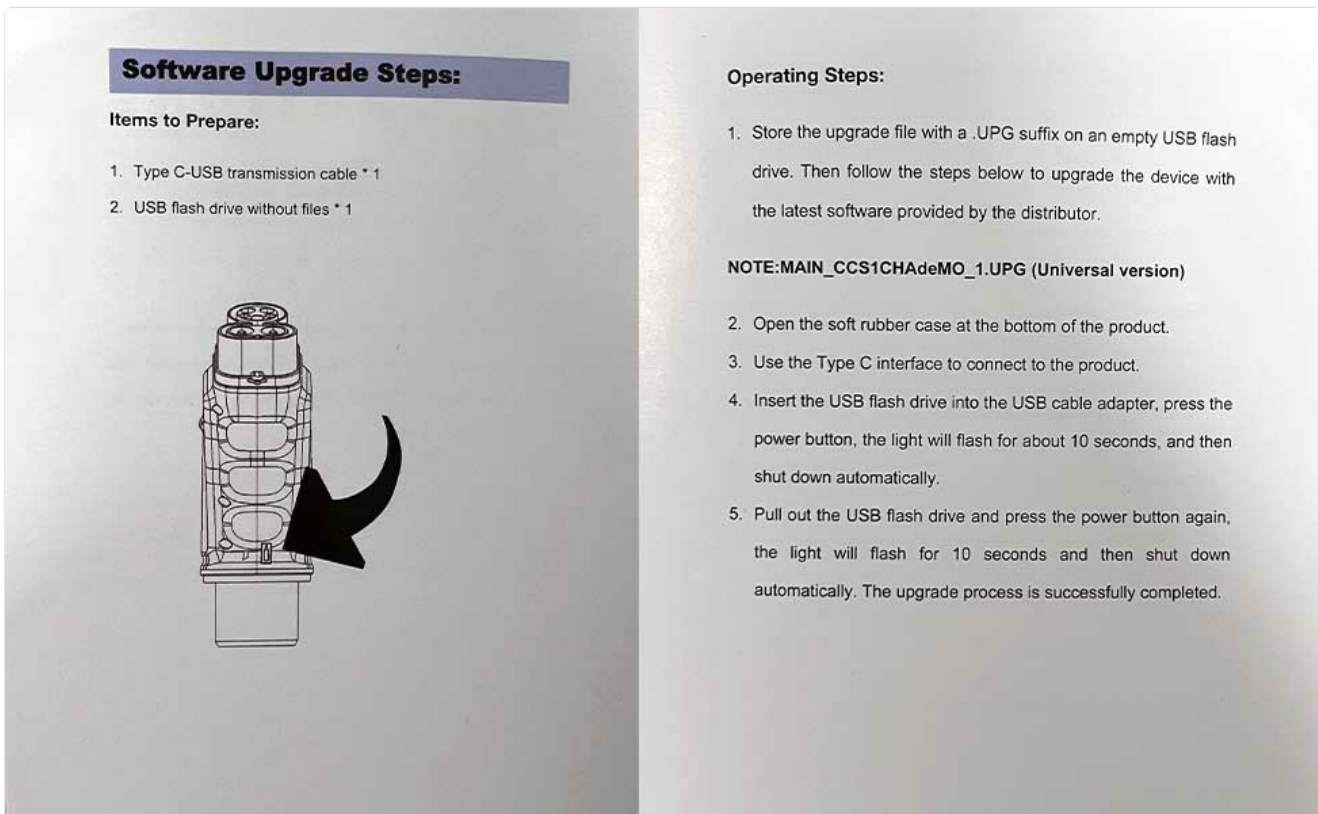 Software Upgrade Steps:
Items to Prepare:
1. Type C-USB transmission cable * 1
2. USB flash drive without files * 1
Operating Steps:
1. Store the upgrade file with a .UPG suffix on an empty USB flash
drive. Then follow the steps below to upgrade the device with
the latest software provided by the distributor.
NOTE:MAIN_CCS1CHAdeMO_1.UPG (Universal version)
2. Open the soft rubber case at the bottom of the product.
3. Use the Type C interface to connect to the product.
4. Insert the USB flash drive into the USB cable adapter, press the
power button, the light will flash for about 10 seconds, and then
shut down automatically.
5. Pull out the USB flash drive and press the power button again,
the light will flash for 10 seconds and then shut down
automatically. The upgrade process is successfully completed.